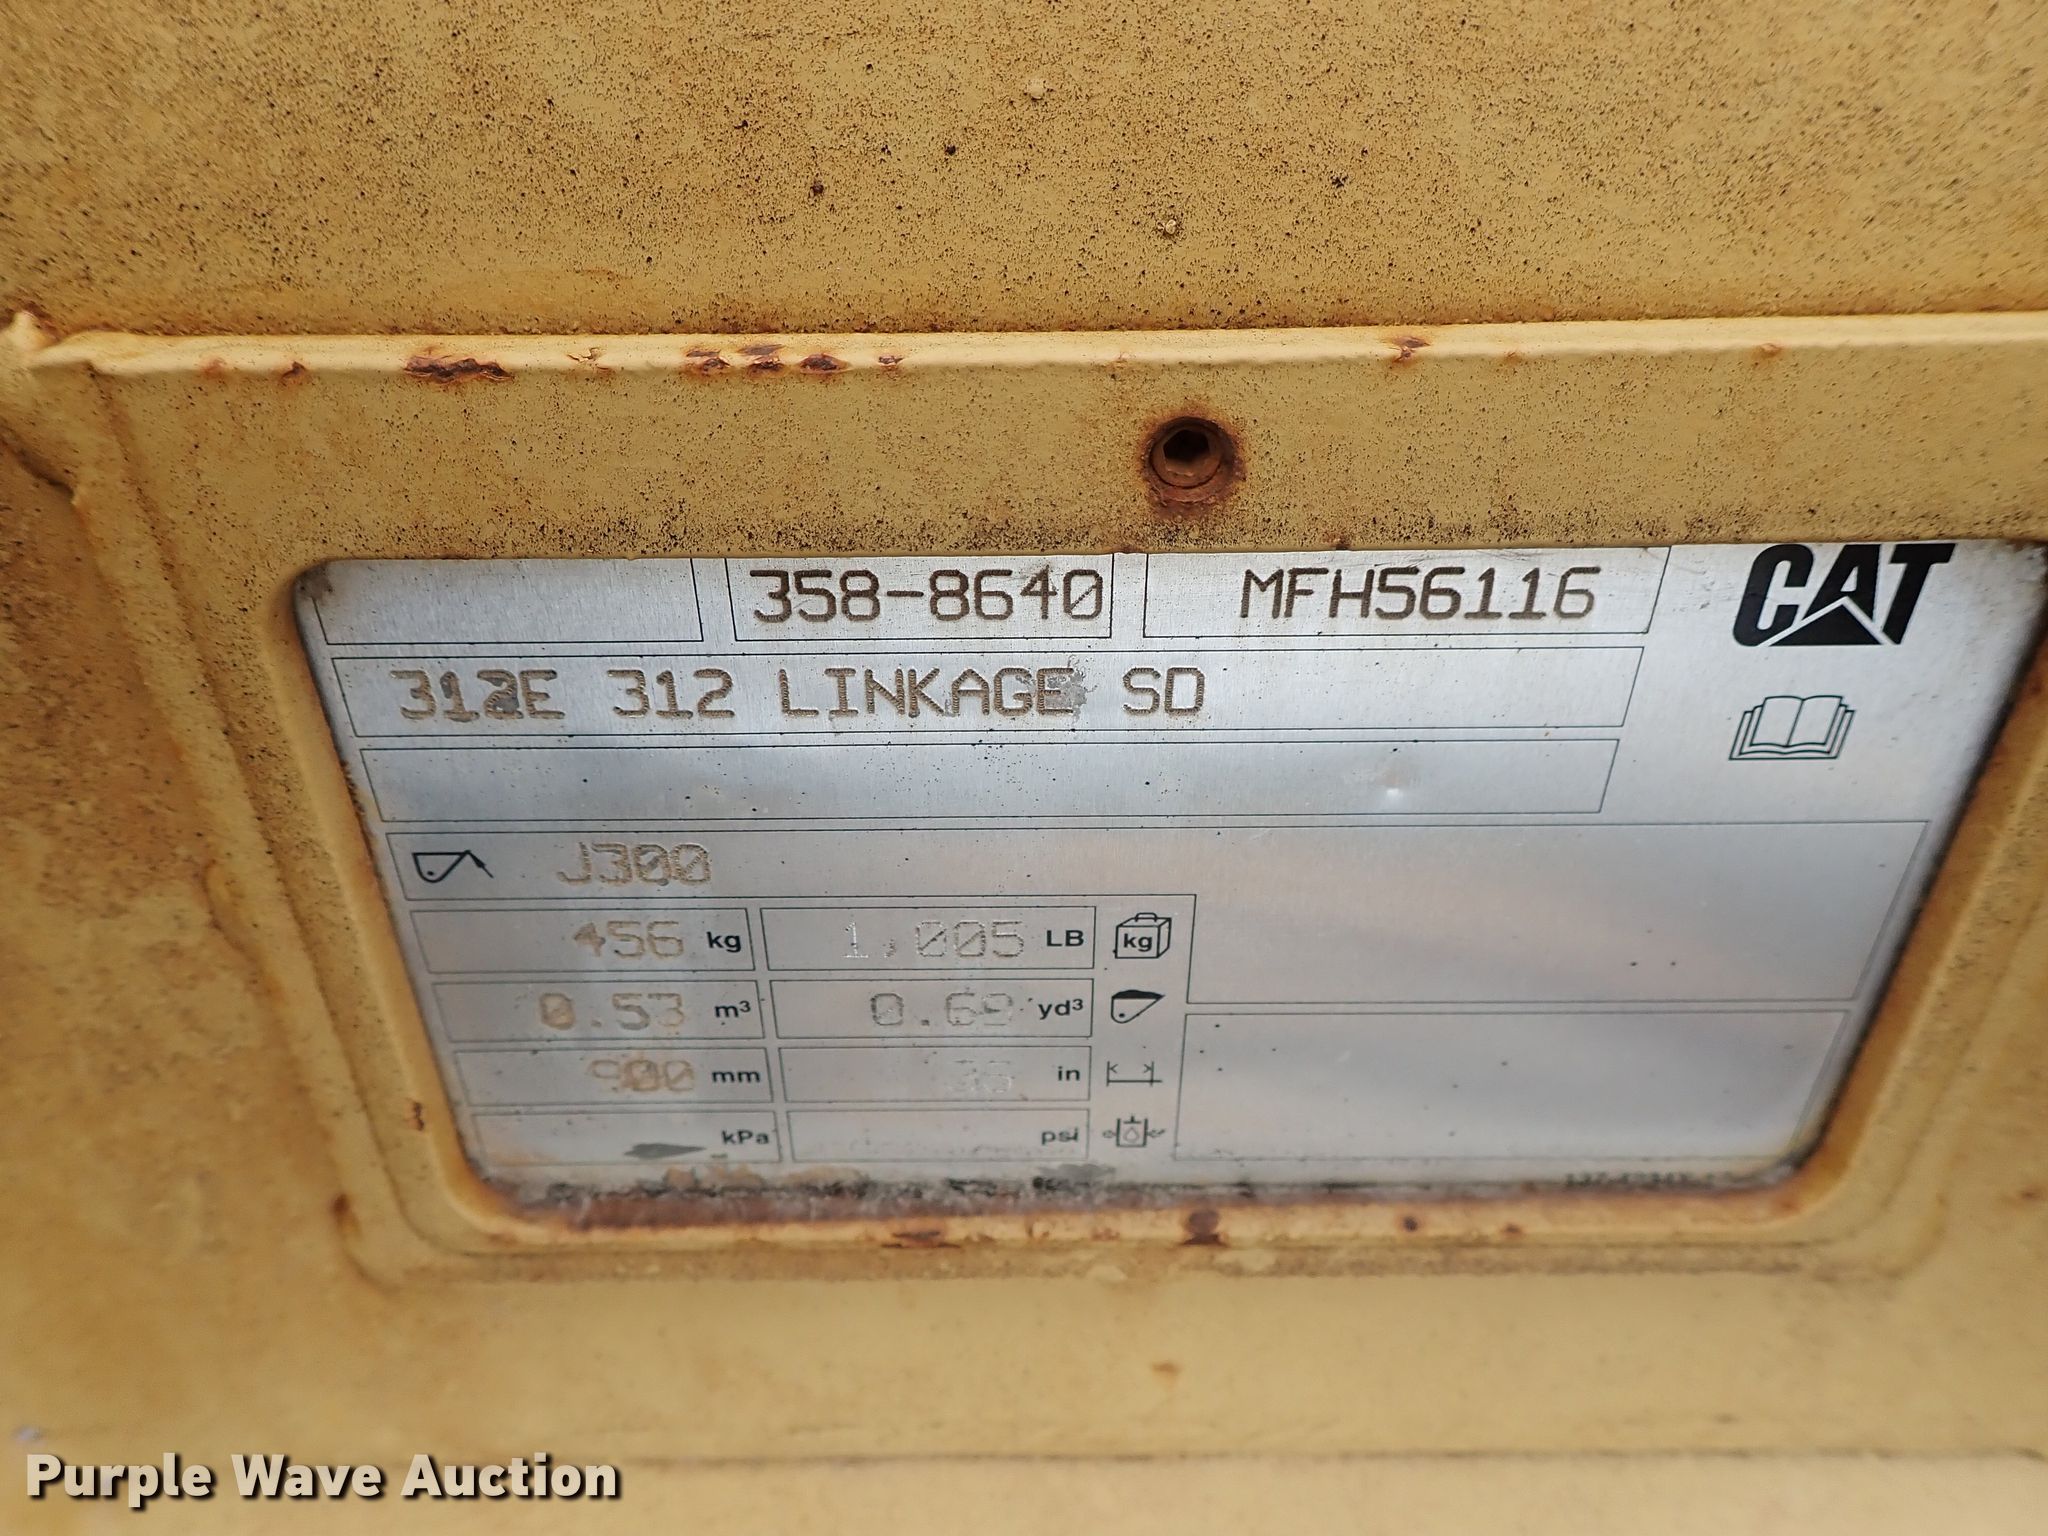 358-8640 MFH56116 CAT
312E 312 LINKAGE SD
J300
456 kg 1,005 LB kg
0.53 m³ 0.69 yd³
900 mm 36 in
kPa psi
Purple Wave Auction